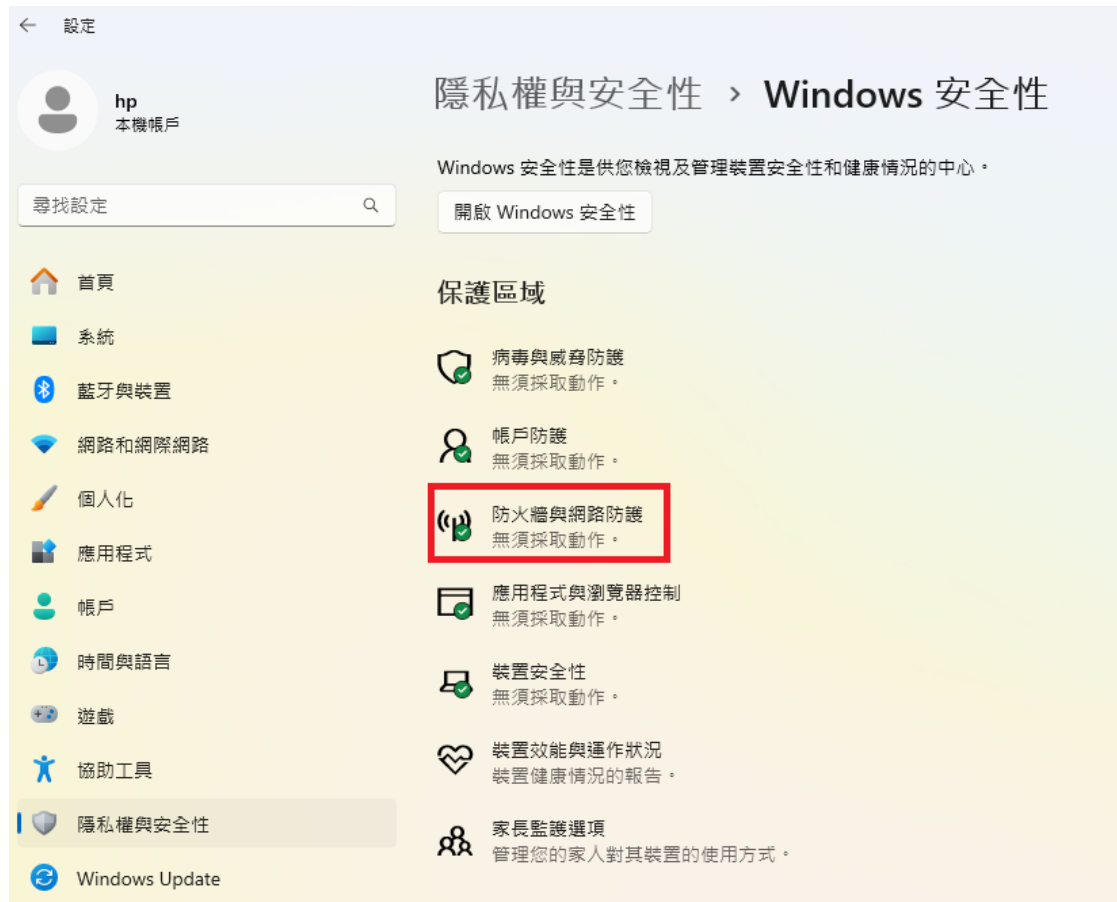 設定
hp
本機帳戶
尋找設定
首頁
系統
藍牙與裝置
網路和網際網路
個人化
應用程式
帳戶
時間與語言
遊戲
協助工具
隱私權與安全性
Windows Update
隱私權與安全性 › Windows 安全性
Windows 安全性是供您檢視及管理裝置安全性和健康情況的中心。
開啟 Windows 安全性
保護區域
病毒與威脅防護
無須採取動作。
帳戶防護
無須採取動作。
防火牆與網路防護
無須採取動作。
應用程式與瀏覽器控制
無須採取動作。
裝置安全性
無須採取動作。
裝置效能與運作狀況
裝置健康情況的報告。
家長監護選項
管理您的家人對其裝置的使用方式。